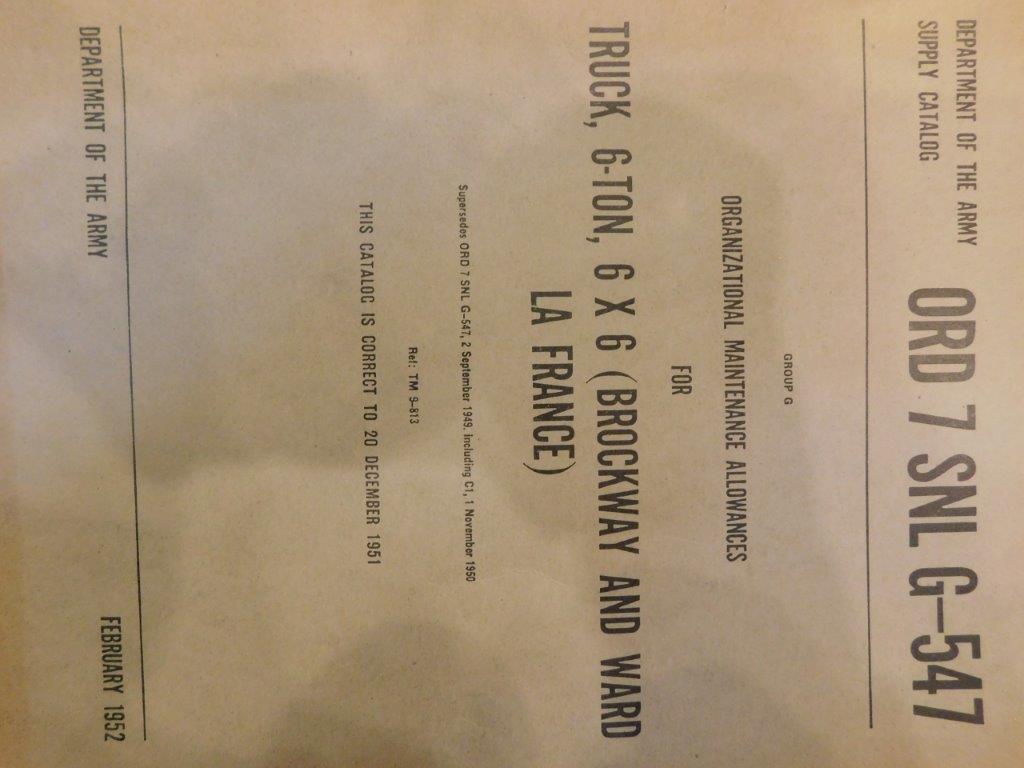 DEPARTMENT OF THE ARMY
SUPPLY CATALOG
ORD 7 SNL G-547
GROUP G
ORGANIZATIONAL MAINTENANCE ALLOWANCES
FOR
TRUCK, 6-TON, 6 X 6 (BROCKWAY AND WARD
LA FRANCE)
Supersedes ORD 7 SNL G-547, 2 September 1949, including C1, 1 November 1950
Ref: TM 9-813
THIS CATALOG IS CORRECT TO 20 DECEMBER 1951
DEPARTMENT OF THE ARMY
FEBRUARY 1952